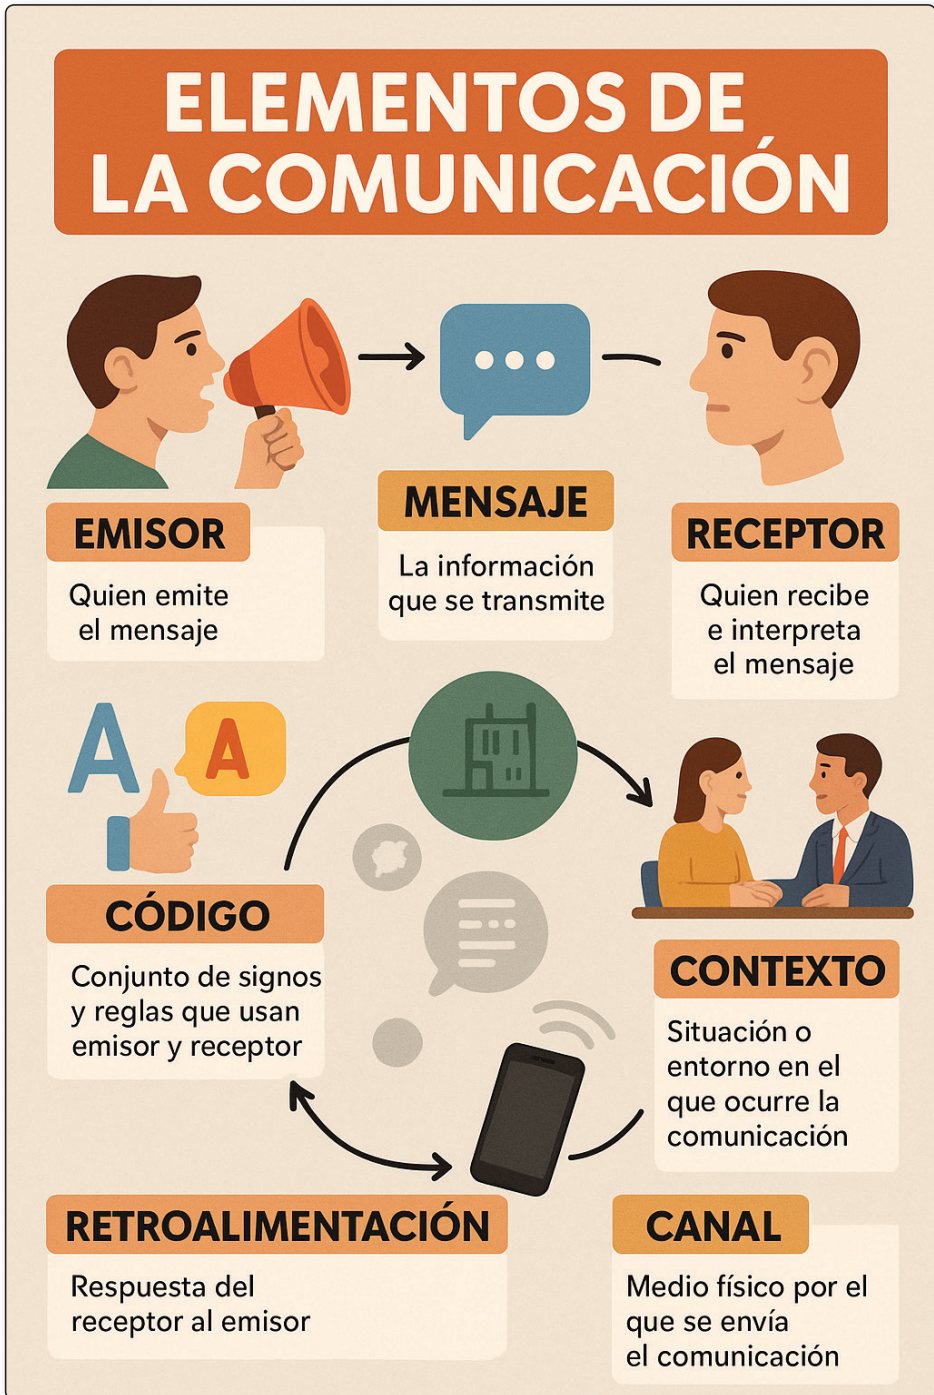 ELEMENTOS DE
LA COMUNICACIÓN
EMISOR
Quien emite
el mensaje
MENSAJE
La información
que se transmite
RECEPTOR
Quien recibe
e interpreta
el mensaje
A
A
CÓDIGO
Conjunto de signos
y reglas que usan
emisor y receptor
CONTEXTO
Situación o
entorno en el
que ocurre la
comunicación
RETROALIMENTACIÓN
Respuesta del
receptor al emisor
CANAL
Medio físico por el
que se envía
el comunicación